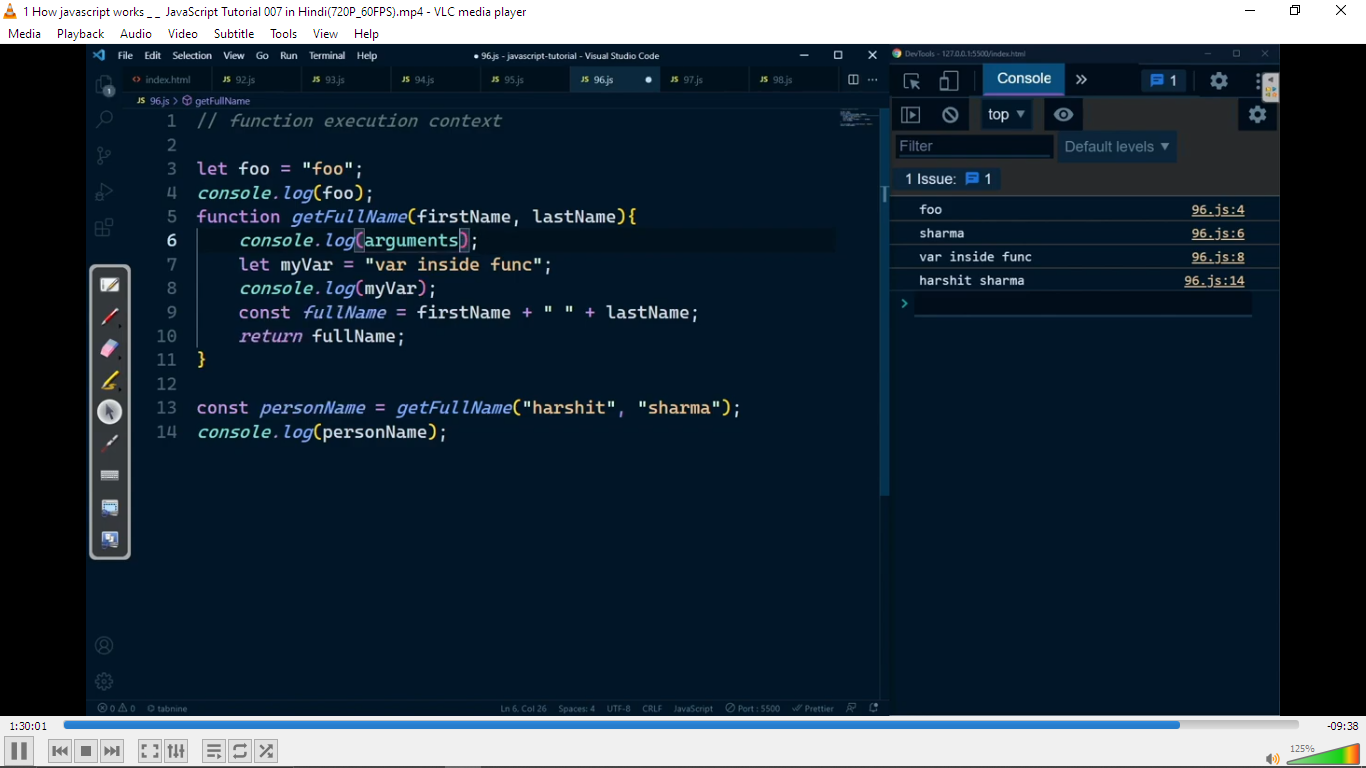 1 How javascript works _ _ JavaScript Tutorial 007 in Hindi(720P_60FPS).mp4 - VLC media player
Media Playback Audio Video Subtitle Tools View Help
File Edit Selection View Go Run Terminal Help
● 96.js - javascript-tutorial - Visual Studio Code
index.html JS 92.js JS 93.js JS 94.js JS 95.js JS 96.js JS 97.js JS 98.js
JS 96.js > getFullName
1 // function execution context
2
3 let foo = "foo";
4 console.log(foo);
5 function getFullName(firstName, lastName){
6 console.log(arguments);
7 let myVar = "var inside func";
8 console.log(myVar);
9 const fullName = firstName + " " + lastName;
10 return fullName;
11 }
12
13 const personName = getFullName("harshit", "sharma");
14 console.log(personName);
1
0 0 tabnine Ln 6, Col 26 Spaces: 4 UTF-8 CRLF JavaScript Port : 5500 Prettier
DevTools - 127.0.0.1:5500/index.html
Console » 1
top ▼
Filter Default levels ▼
1 Issue: 1
foo 96.js:4
sharma 96.js:6
var inside func 96.js:8
harshit sharma 96.js:14
>
1:30:01 -09:38
125%